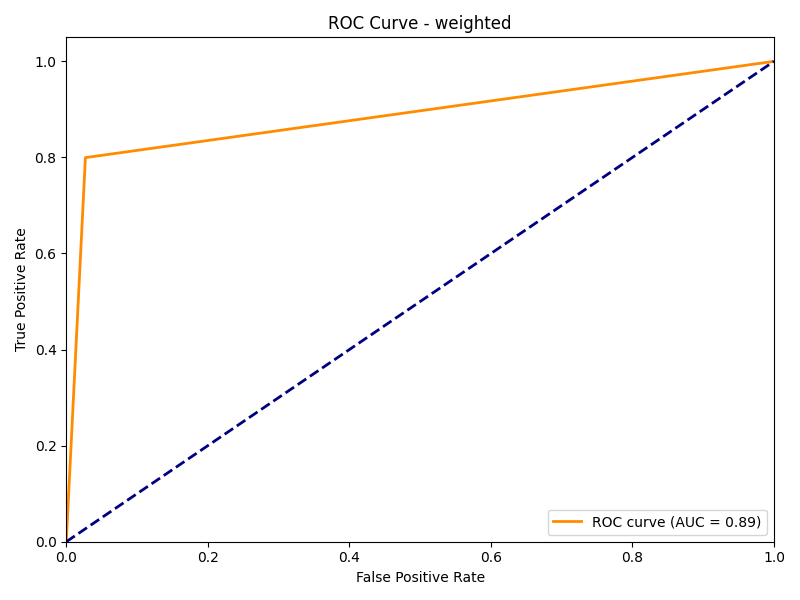 ROC Curve - weighted
1.0
0.8
0.6
0.4
0.2
0.0
True Positive Rate
ROC curve (AUC = 0.89)
0.0 0.2 0.4 0.6 0.8 1.0
False Positive Rate